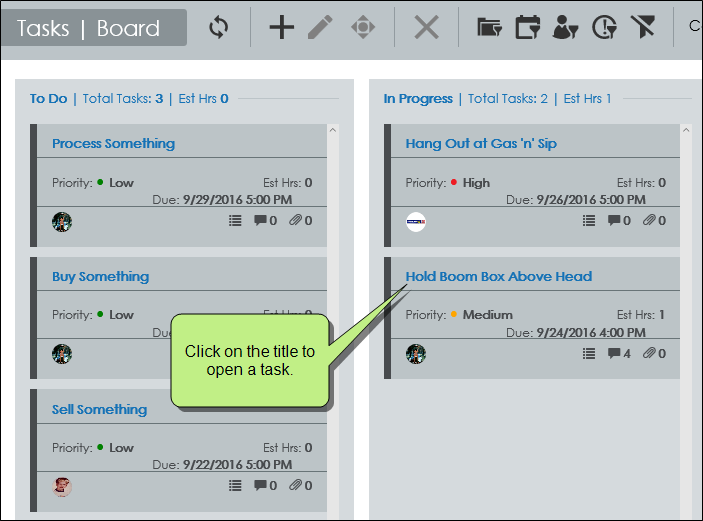 Tasks | Board
C
To Do | Total Tasks: 3 | Est Hrs 0
Process Something
Priority: Low Est Hrs: 0
Due: 9/29/2016 5:00 PM
0 0
Buy Something
Priority: Low Est Hrs: 0
Du
Sell Something
Priority: Low Est Hrs: 0
Due: 9/22/2016 5:00 PM
0 0
In Progress | Total Tasks: 2 | Est Hrs 1
Hang Out at Gas 'n' Sip
Priority: High Est Hrs: 0
Due: 9/26/2016 5:00 PM
0 0
Hold Boom Box Above Head
Priority: Medium Est Hrs: 1
Due: 9/24/2016 4:00 PM
4 0
Click on the title to
open a task.